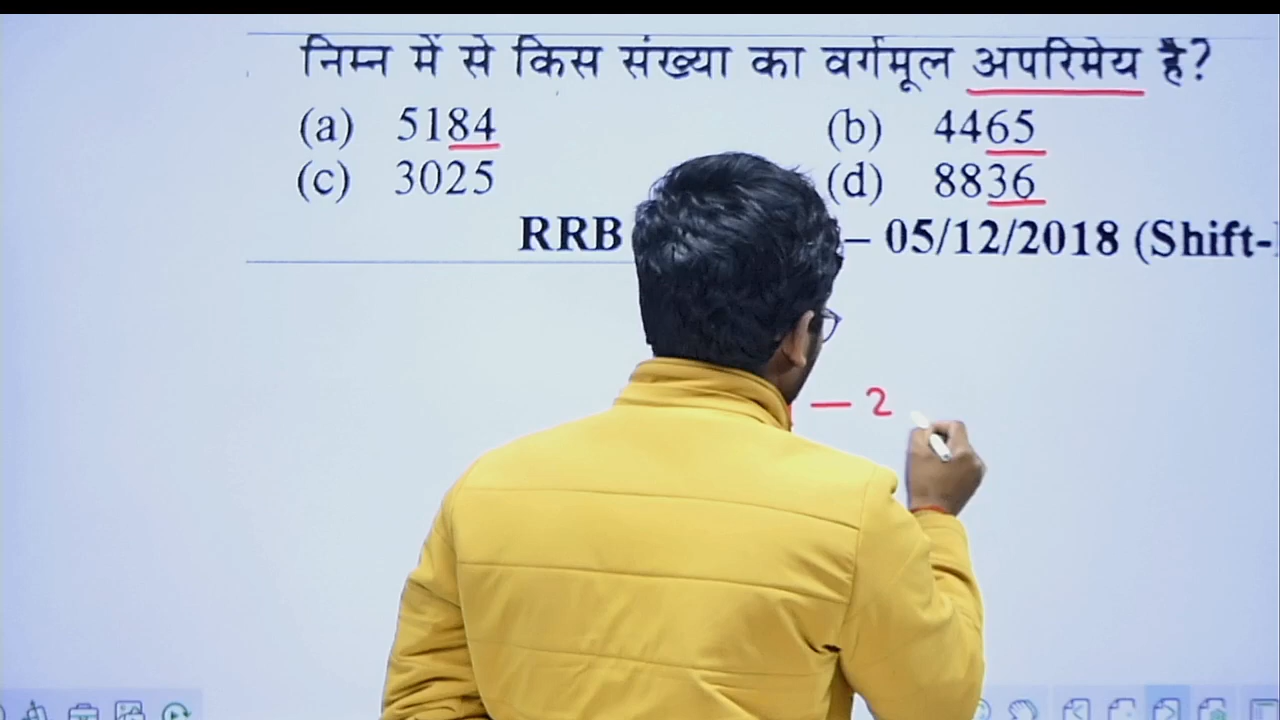 निम्न में से किस संख्या का वर्गमूल अपरिमेय है?
(a) 5184 (b) 4465
(c) 3025 (d) 8836
RRB – 05/12/2018 (Shift-
– 2